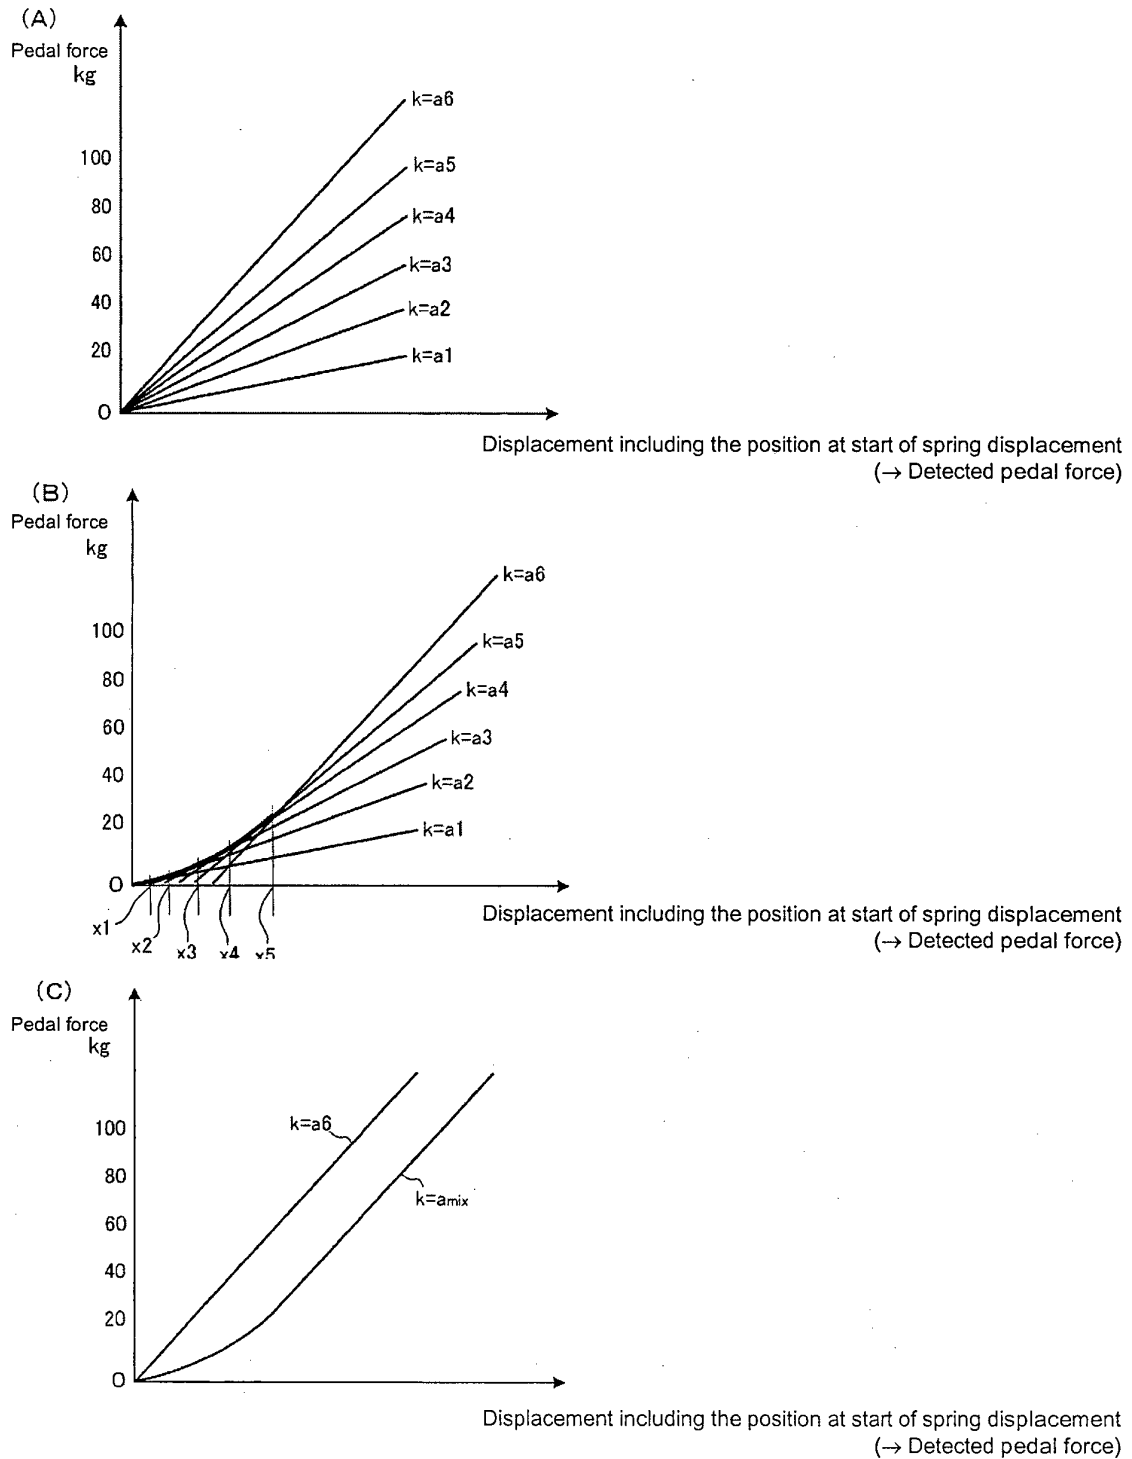 (A)
Pedal force
kg
k=a6
100
k=a5
80
k=a4
60
k=a3
40
k=a2
20
k=a1
0
Displacement including the position at start of spring displacement
(→ Detected pedal force)
(B)
Pedal force
kg
k=a6
100
k=a5
80
k=a4
60
k=a3
40
k=a2
20
k=a1
0
Displacement including the position at start of spring displacement
(→ Detected pedal force)
x1
x2
x3
x4
x5
(C)
Pedal force
kg
100
k=a6
80
k=amix
60
40
20
0
Displacement including the position at start of spring displacement
(→ Detected pedal force)